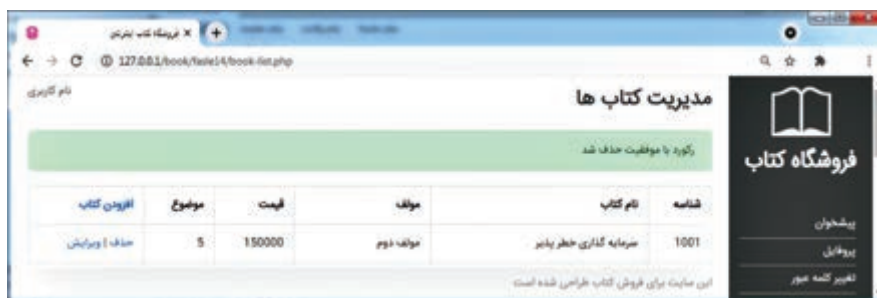 فروشگاه کتاب اینترنتی
127.0.0.1/book/fasle14/book-list.php
نام کاربری
مدیریت کتاب ها
فروشگاه کتاب
رکورد با موفقیت حذف شد
شناسه نام کتاب مولف قیمت موضوع افزودن کتاب
1001 سرمایه گذاری خطر پذیر مولف دوم 150000 5 حذف | ویرایش
پیشخوان
پروفایل
تغییر کلمه عبور
این سایت برای فروش کتاب طراحی شده است